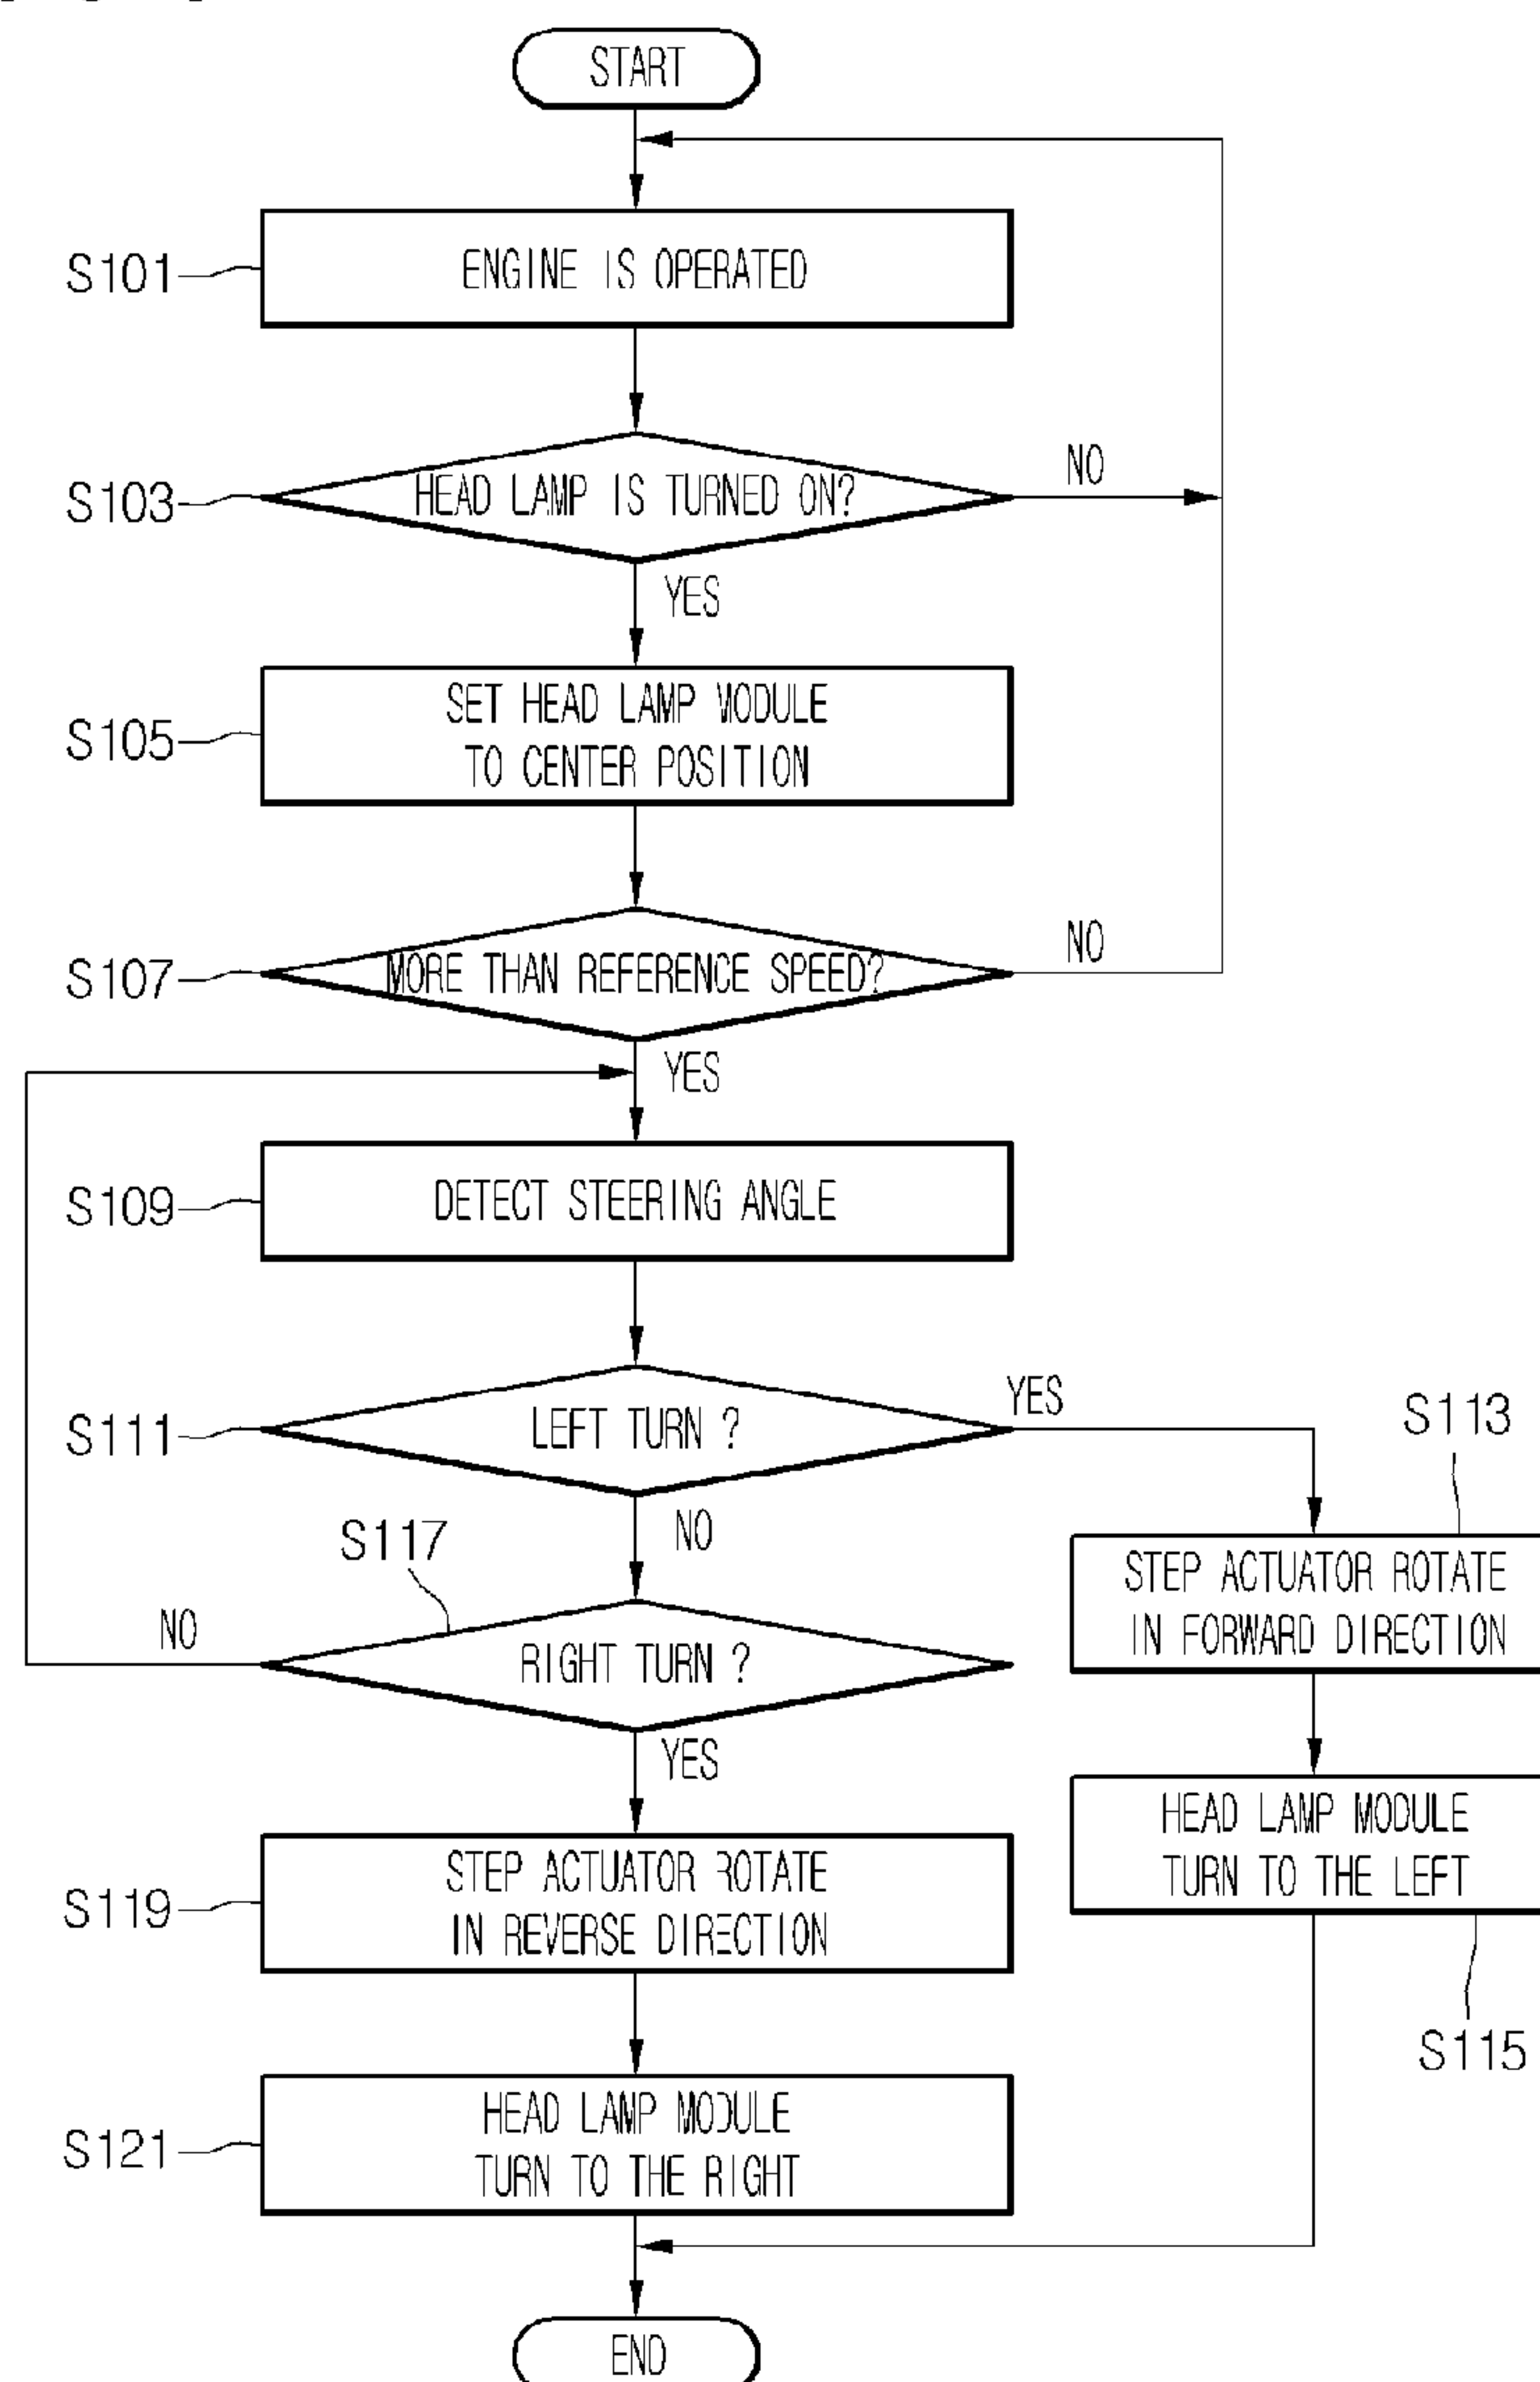 START
S101
ENGINE IS OPERATED
S103
HEAD LAMP IS TURNED ON?
NO
YES
S105
SET HEAD LAMP MODULE
TO CENTER POSITION
S107
MORE THAN REFERENCE SPEED?
NO
YES
S109
DETECT STEERING ANGLE
S111
LEFT TURN ?
YES
S113
NO
STEP ACTUATOR ROTATE
IN FORWARD DIRECTION
S117
NO
RIGHT TURN ?
YES
HEAD LAMP MODULE
TURN TO THE LEFT
S115
S119
STEP ACTUATOR ROTATE
IN REVERSE DIRECTION
S121
HEAD LAMP MODULE
TURN TO THE RIGHT
END